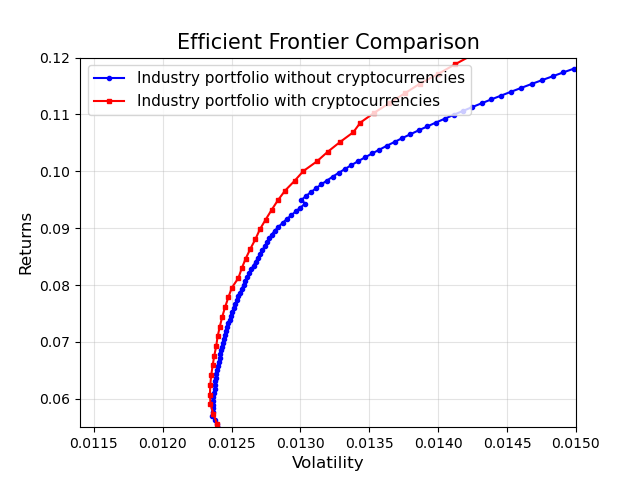 Efficient Frontier Comparison
Industry portfolio without cryptocurrencies
Industry portfolio with cryptocurrencies
0.12
0.11
0.10
0.09
0.08
0.07
0.06
Returns
0.0115 0.0120 0.0125 0.0130 0.0135 0.0140 0.0145 0.0150
Volatility